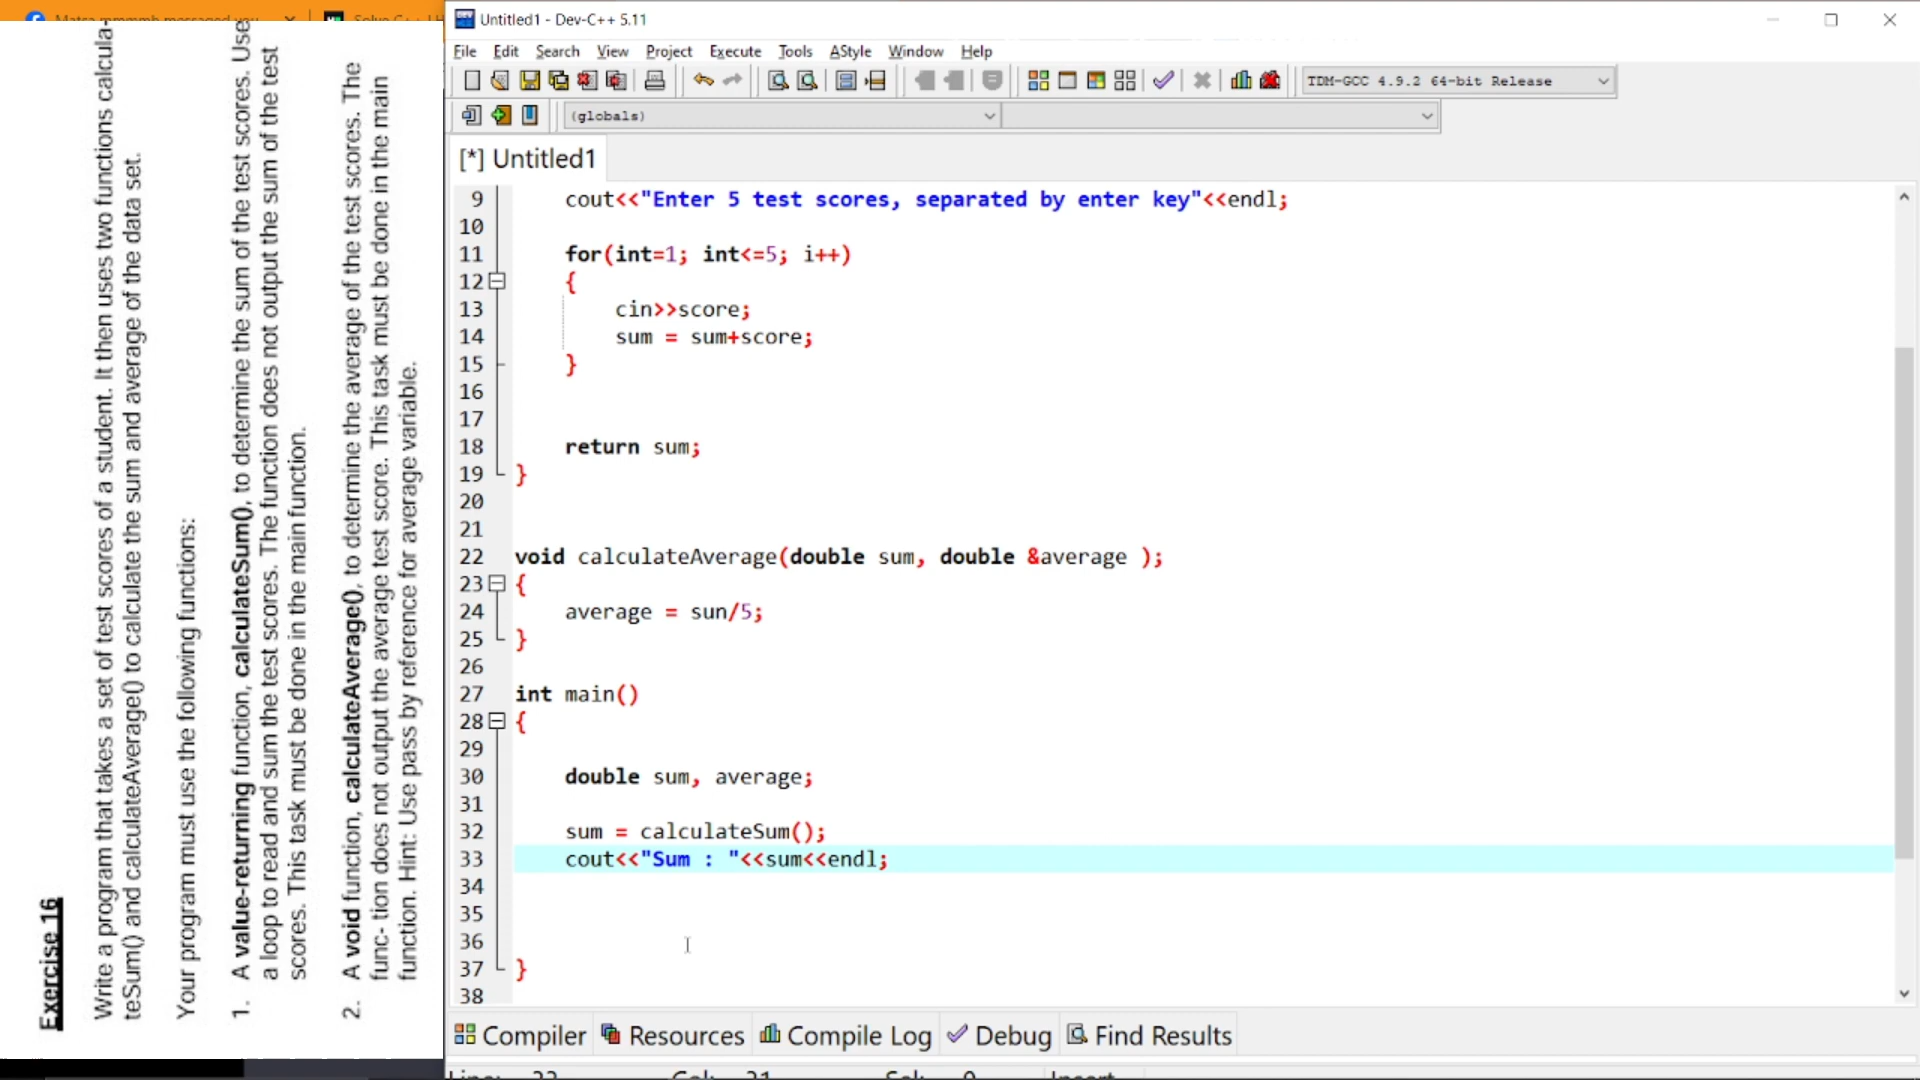 Untitled1 - Dev-C++ 5.11
File Edit Search View Project Execute Tools AStyle Window Help
TDM-GCC 4.9.2 64-bit Release
(globals)
[*] Untitled1
9 cout<<"Enter 5 test scores, separated by enter key"<<endl;
10
11 for(int=1; int<=5; i++)
12 {
13 cin>>score;
14 sum = sum+score;
15 }
16
17
18 return sum;
19 }
20
21
22 void calculateAverage(double sum, double &average );
23 {
24 average = sun/5;
25 }
26
27 int main()
28 {
29
30 double sum, average;
31
32 sum = calculateSum();
33 cout<<"Sum : "<<sum<<endl;
34
35
36
37 }
38
Compiler Resources Compile Log Debug Find Results
Exercise 16
Write a program that takes a set of test scores of a student. It then uses two functions calcula-
teSum() and calculateAverage() to calculate the sum and average of the data set.
Your program must use the following functions:
1. A value-returning function, calculateSum(), to determine the sum of the test scores. Use
a loop to read and sum the test scores. The function does not output the sum of the test
scores. This task must be done in the main function.
2. A void function, calculateAverage(), to determine the average of the test scores. The
func- tion does not output the average test score. This task must be done in the main
function. Hint: Use pass by reference for average variable.